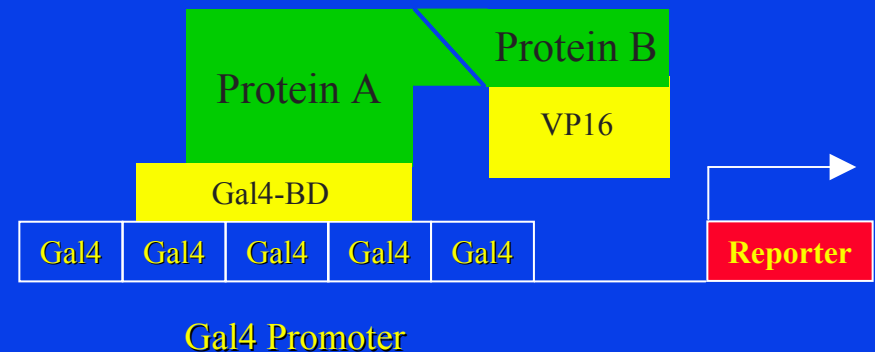 Protein B
Protein A
VP16
Gal4-BD
Gal4 Gal4 Gal4 Gal4 Gal4 Reporter
Gal4 Promoter